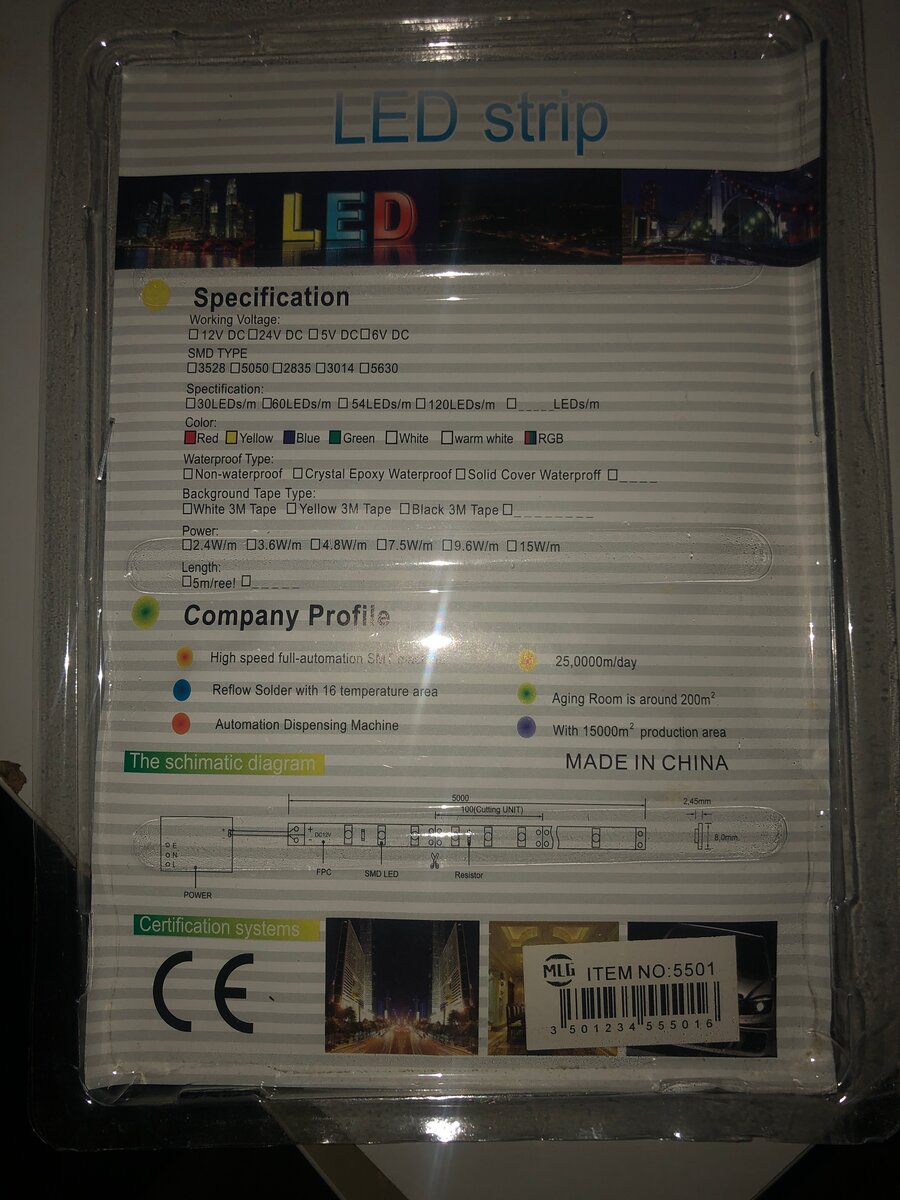 LED strip
LED
Specification
Working Voltage:
☐ 12V DC ☐ 24V DC ☐ 5V DC ☐ 6V DC
SMD TYPE
☐ 3528 ☐ 5050 ☐ 2835 ☐ 3014 ☐ 5630
Spectification:
☐ 30LEDs/m ☐ 60LEDs/m ☐ 54LEDs/m ☐ 120LEDs/m ☐ _____LEDs/m
Color:
Red Yellow Blue Green ☐ White ☐ warm white RGB
Waterproof Type:
☐ Non-waterproof ☐ Crystal Epoxy Waterproof ☐ Solid Cover Waterproff ☐ ____
Background Tape Type:
☐ White 3M Tape ☐ Yellow 3M Tape ☐ Black 3M Tape ☐ _________
Power:
☐ 2.4W/m ☐ 3.6W/m ☐ 4.8W/m ☐ 7.5W/m ☐ 9.6W/m ☐ 15W/m
Length:
☐ 5m/ree! ☐ _____
Company Profile
High speed full-automation
25,0000m/day
Reflow Solder with 16 temperature area
Aging Room is around 200m²
Automation Dispensing Machine
With 15000m² production area
The schimatic diagram
MADE IN CHINA
5000
100(Cutting UNIT)
2,45mm
+
DC12V
-
8,0mm
E
N
L
FPC
SMD LED
Resistor
POWER
Certification systems
CE
MLG ITEM NO:5501
3 501234 555016